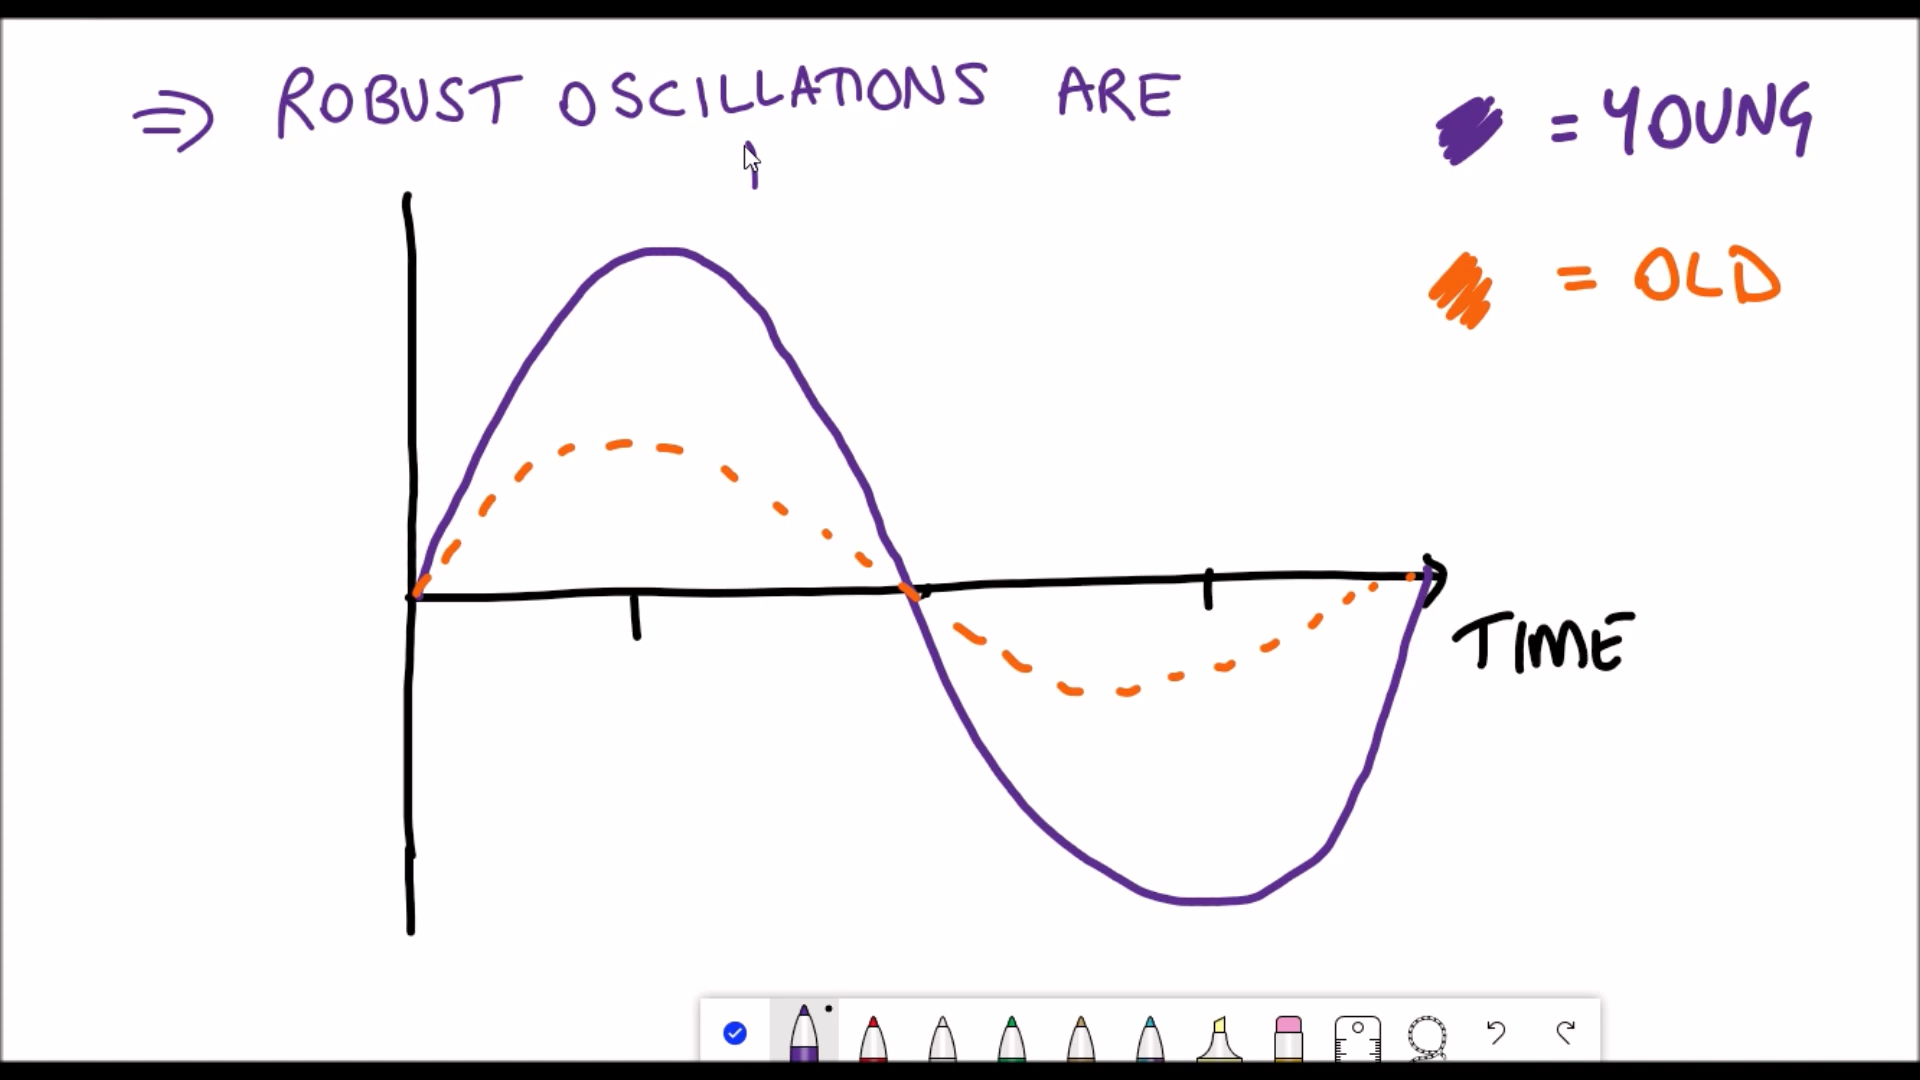 ⇒ ROBUST OSCILLATIONS ARE
= YOUNG
= OLD
TIME